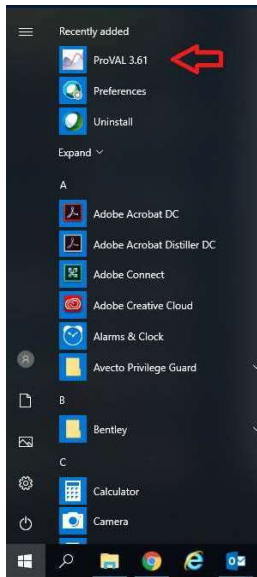 Recently added
ProVAL 3.61
Preferences
Uninstall
Expand
A
Adobe Acrobat DC
Adobe Acrobat Distiller DC
Adobe Connect
Adobe Creative Cloud
Alarms & Clock
Avecto Privilege Guard
B
Bentley
C
Calculator
Camera